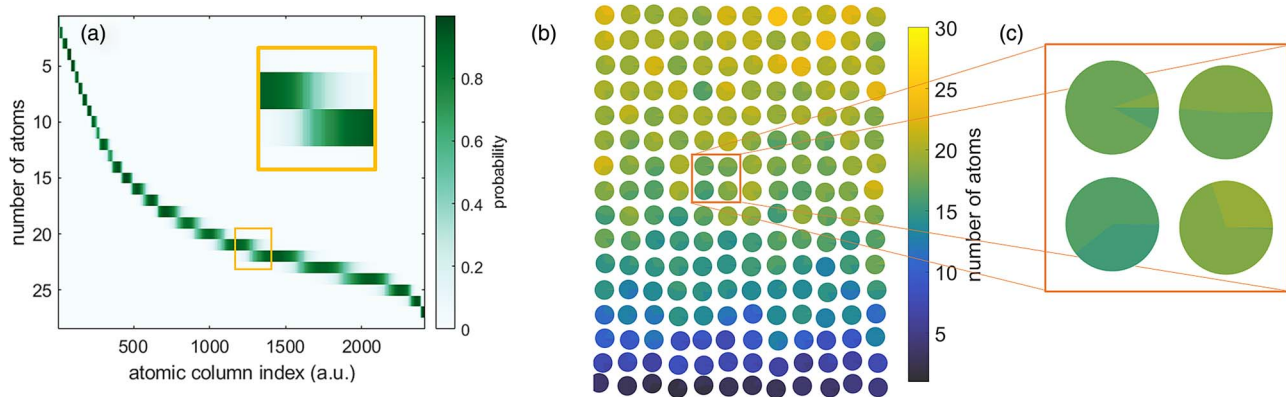 (a)
number of atoms
5
10
15
20
25
500
1000
1500
2000
atomic column index (a.u.)
0.8
0.6
0.4
0.2
0
probability
(b)
30
25
20
15
10
5
number of atoms
(c)